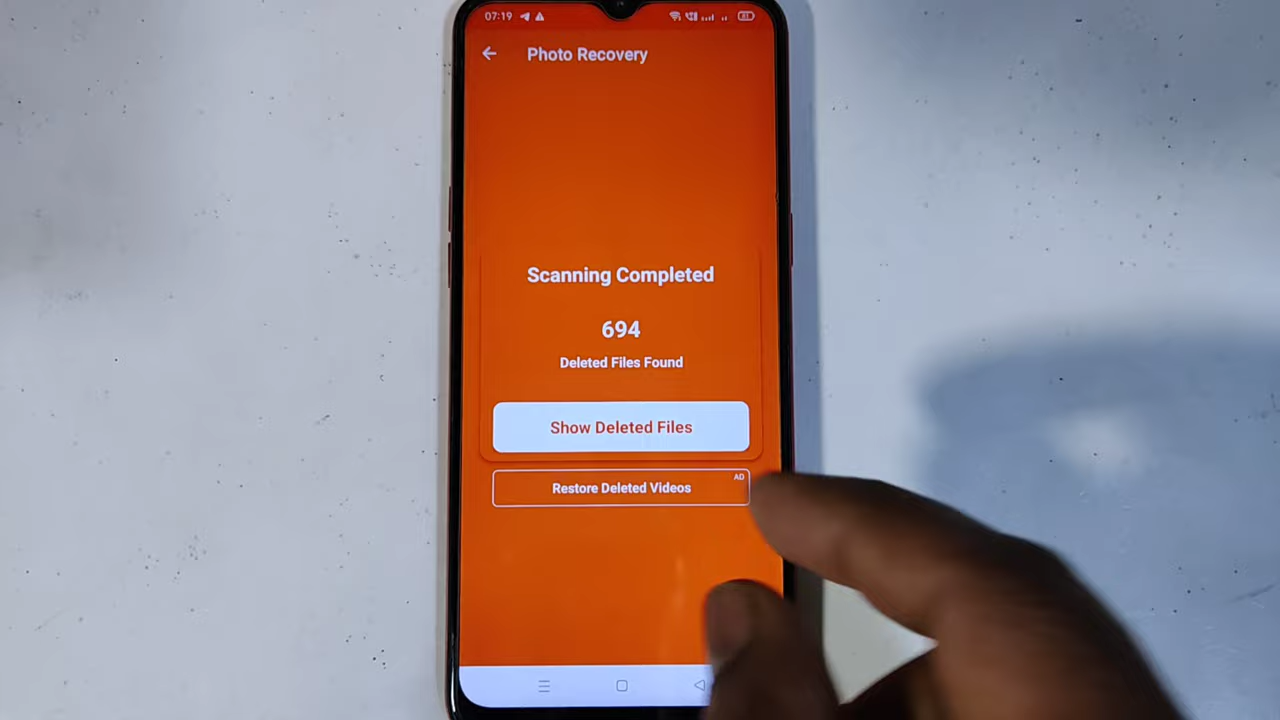 07:19
Photo Recovery
Scanning Completed
694
Deleted Files Found
Show Deleted Files
AD
Restore Deleted Videos